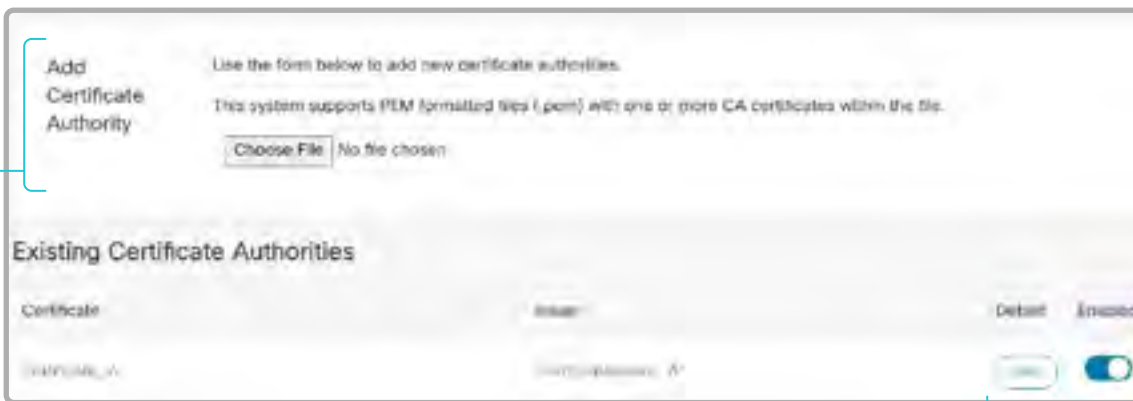 Add
Certificate
Authority
Use the form below to add new certificate authorities.
This system supports PEM formatted files (.pem) with one or more CA certificates within the file.
Choose File No file chosen
Existing Certificate Authorities
Certificate Issuer Default Enabled